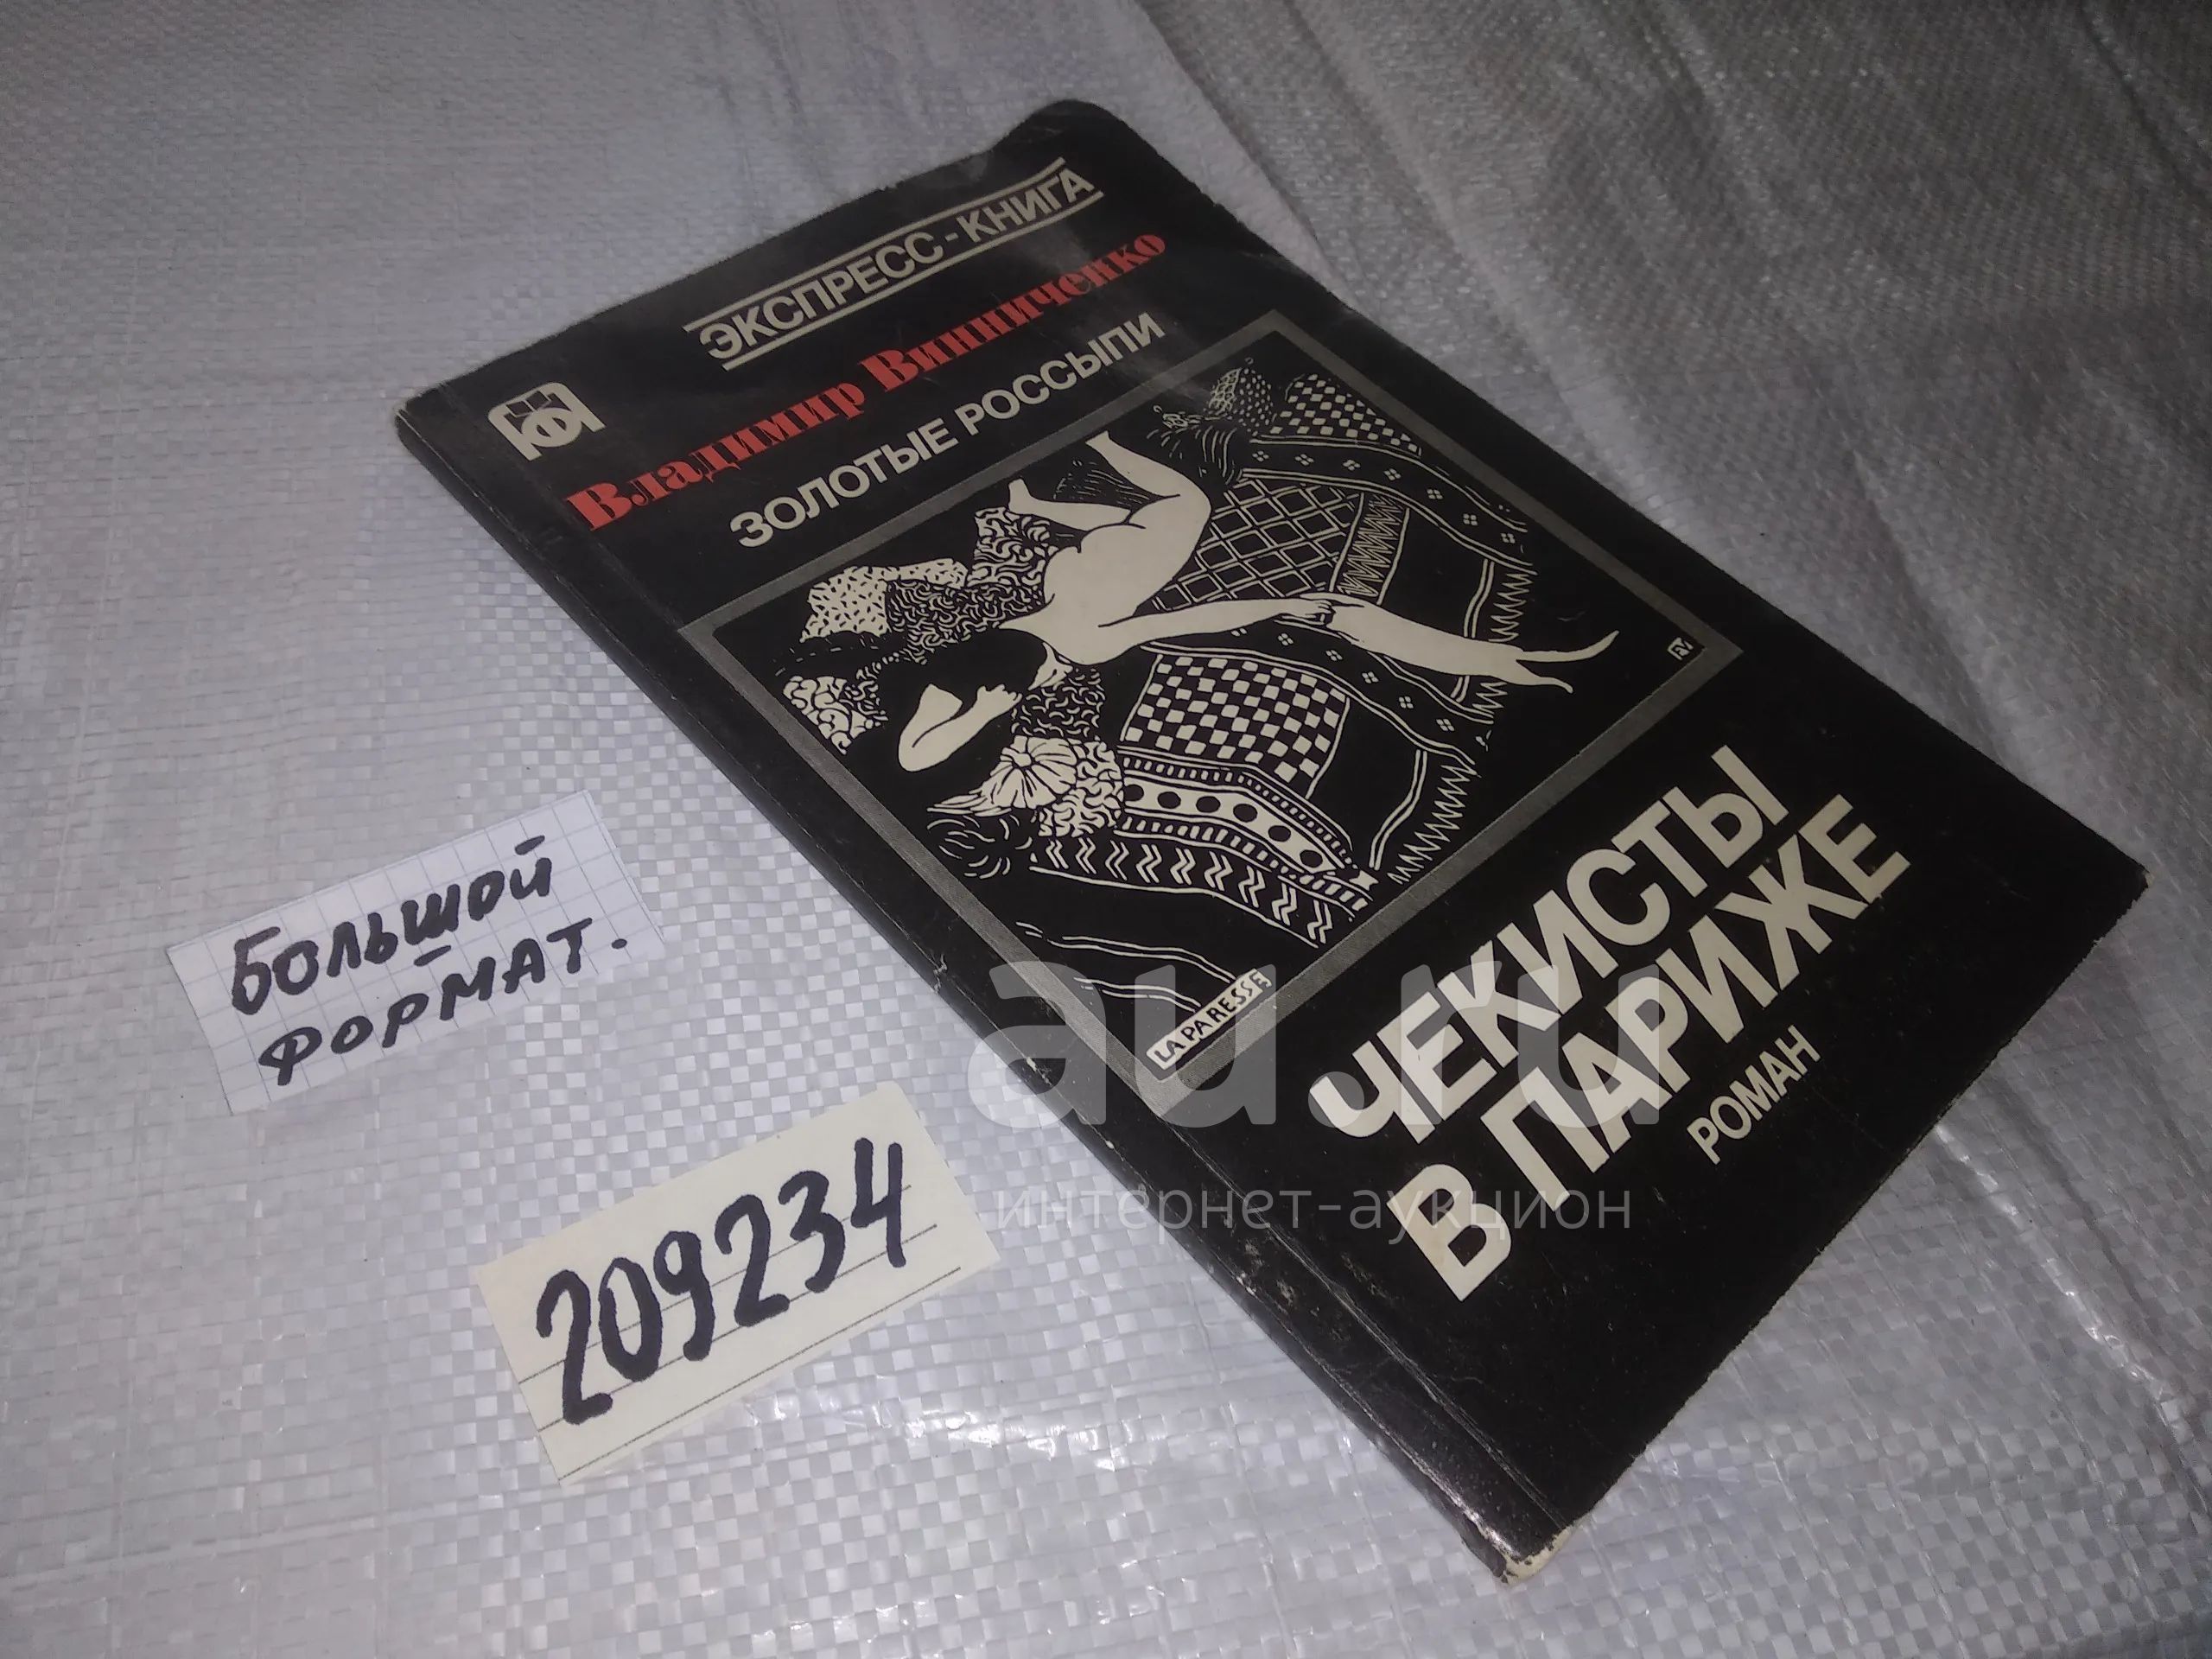 ЭКСПРЕСС-КНИГА
Владимир Винниченко
ЗОЛОТЫЕ РОССЫПИ
LA PARESSE
ЧЕКИСТЫ
В ПАРИЖЕ
РОМАН
БОЛЬШОЙ
ФОРМАТ.
209234
au.ru
интернет-аукцион